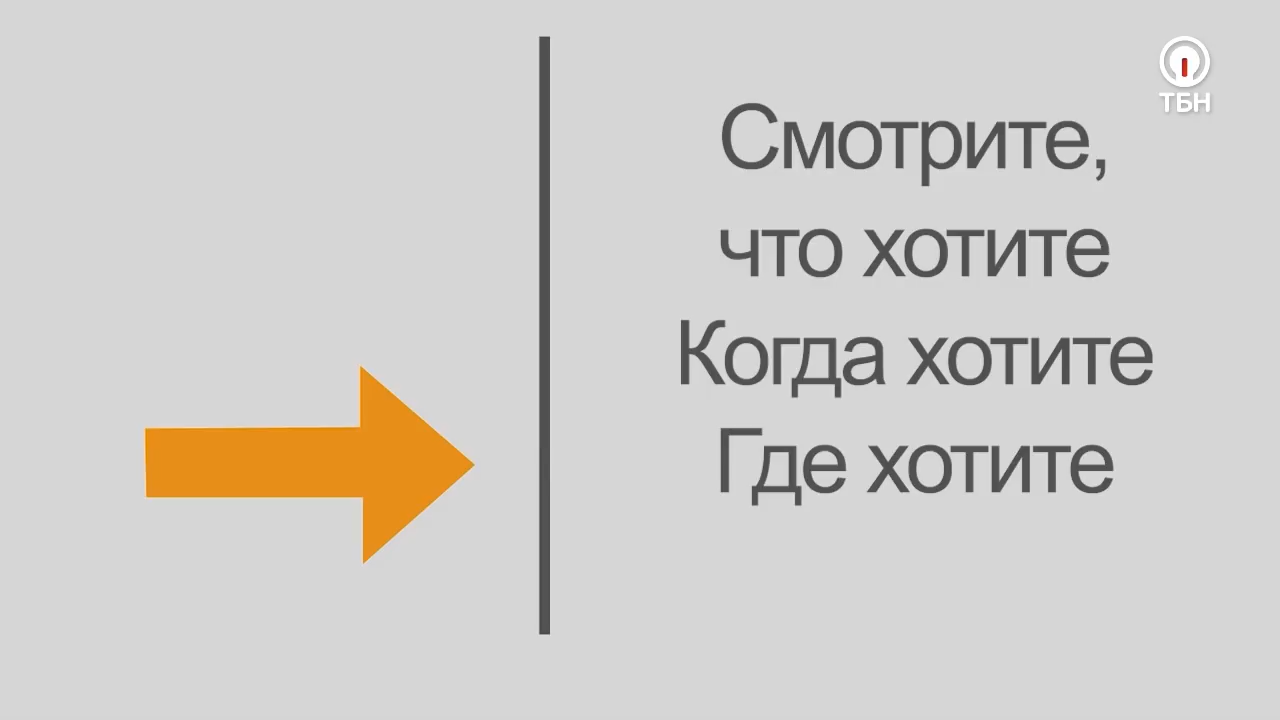 ТБН
Смотрите,
что хотите
Когда хотите
Где хотите